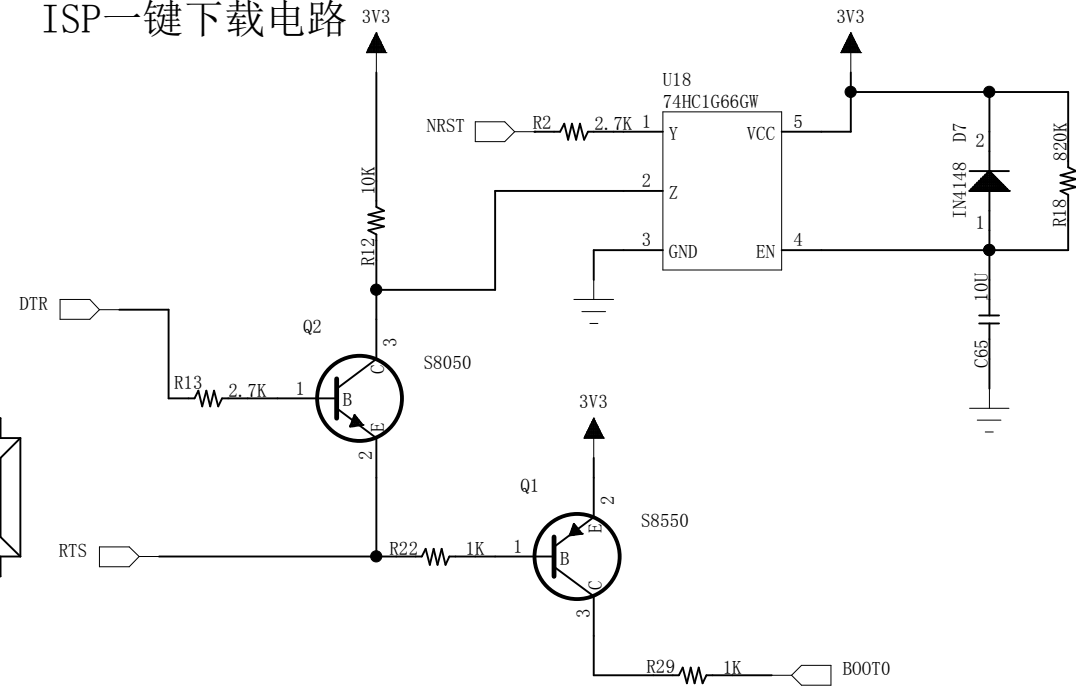 ISP一键下载电路
3V3
3V3
U18
74HC1G66GW
NRST
R2
2.7K
1
Y
VCC
5
D7
2
820K
10K
2
Z
IN4148
R18
R12
3
GND
EN
4
1
DTR
10U
Q2
3
C65
S8050
C
R13
2.7K
1
B
3V3
E
2
Q1
2
S8550
E
RTS
R22
1K
1
B
C
3
R29
1K
BOOT0